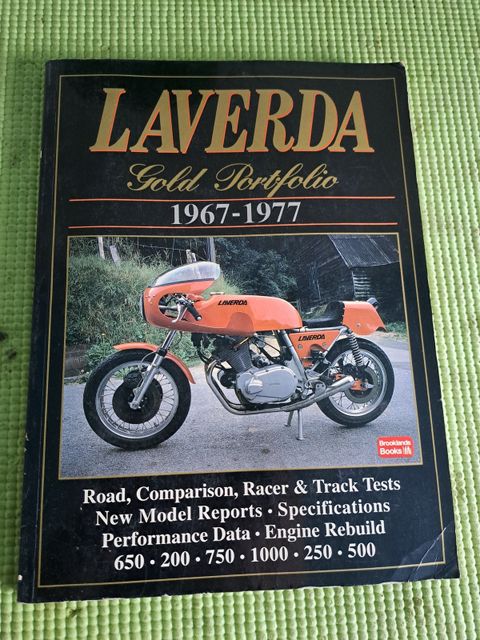 LAVERDA
Gold Portfolio
1967-1977
LAVERDA
LAVERDA
Brooklands
Books
Road, Comparison, Racer & Track Tests
New Model Reports • Specifications
Performance Data • Engine Rebuild
650 • 200 • 750 • 1000 • 250 • 500